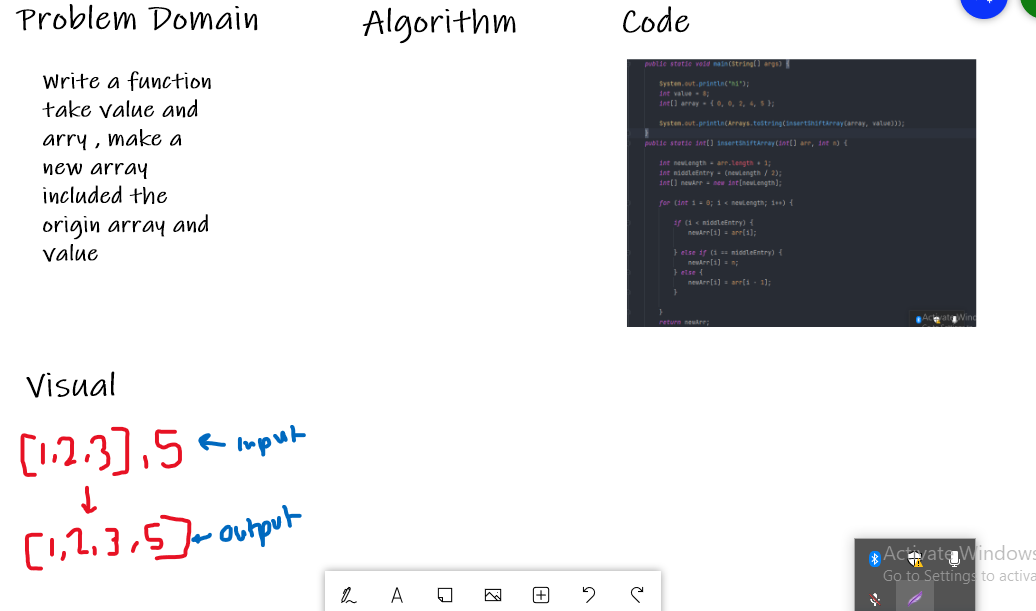 Problem Domain
Algorithm
Code
Write a function
take value and
arry , make a
new array
included the
origin array and
value
public static void main(String[] args) {
System.out.println("hi");
int value = 8;
int[] array = { 0, 0, 2, 4, 9 };
System.out.println(Arrays.toString(insertShiftArray(array, value)));
}
public static int[] insertShiftArray(int[] arr, int n) {
int newLength = arr.length + 1;
int middleEntry = (newLength / 2);
int[] newArr = new int[newLength];
for (int i = 0; i < newLength; i++) {
if (i < middleEntry) {
newArr[i] = arr[i];
} else if (i == middleEntry) {
newArr[i] = n;
} else {
newArr[i] = arr[i - 1];
}
}
return newArr;
Activate Wind
Visual
[1,2,3],5 ← input
↓
[1,2,3,5] ← output
A
Activate Windows
Go to Settings to activa